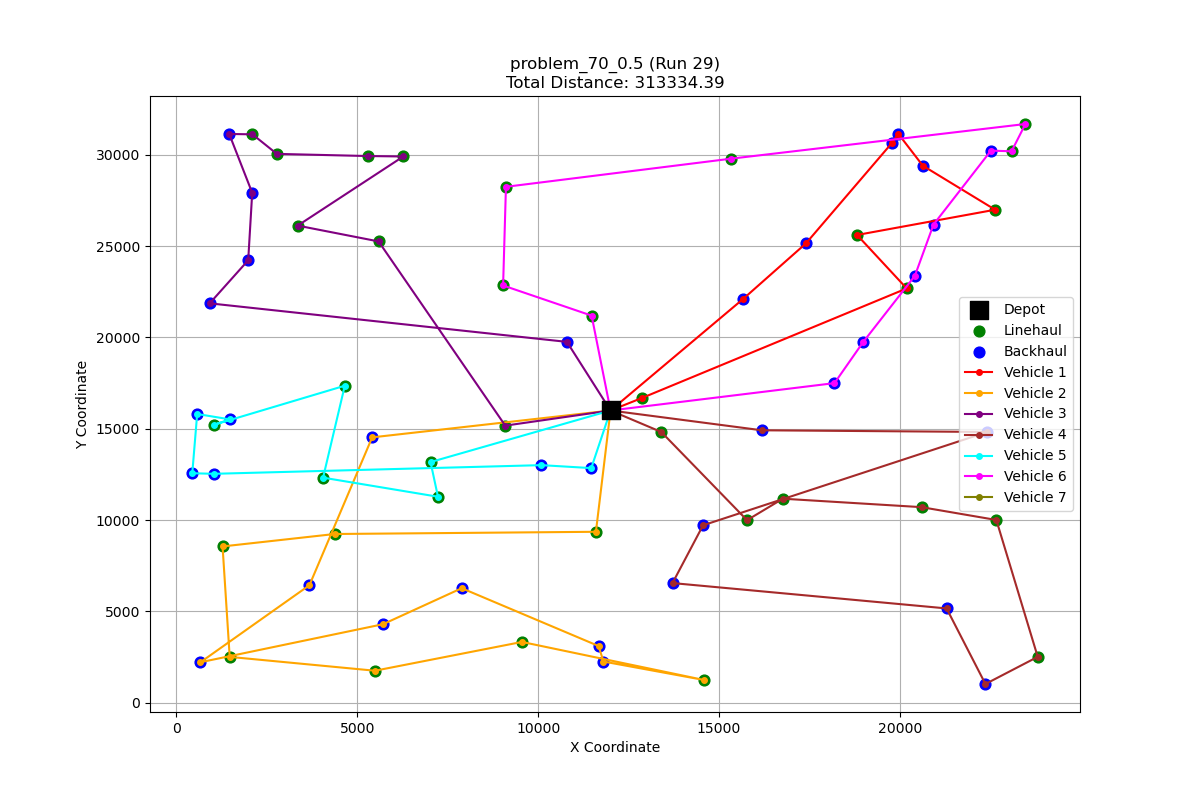 problem_70_0.5 (Run 29)
Total Distance: 313334.39
Y Coordinate
30000
25000
20000
15000
10000
5000
0
0
5000
10000
15000
20000
X Coordinate
Depot
Linehaul
Backhaul
Vehicle 1
Vehicle 2
Vehicle 3
Vehicle 4
Vehicle 5
Vehicle 6
Vehicle 7